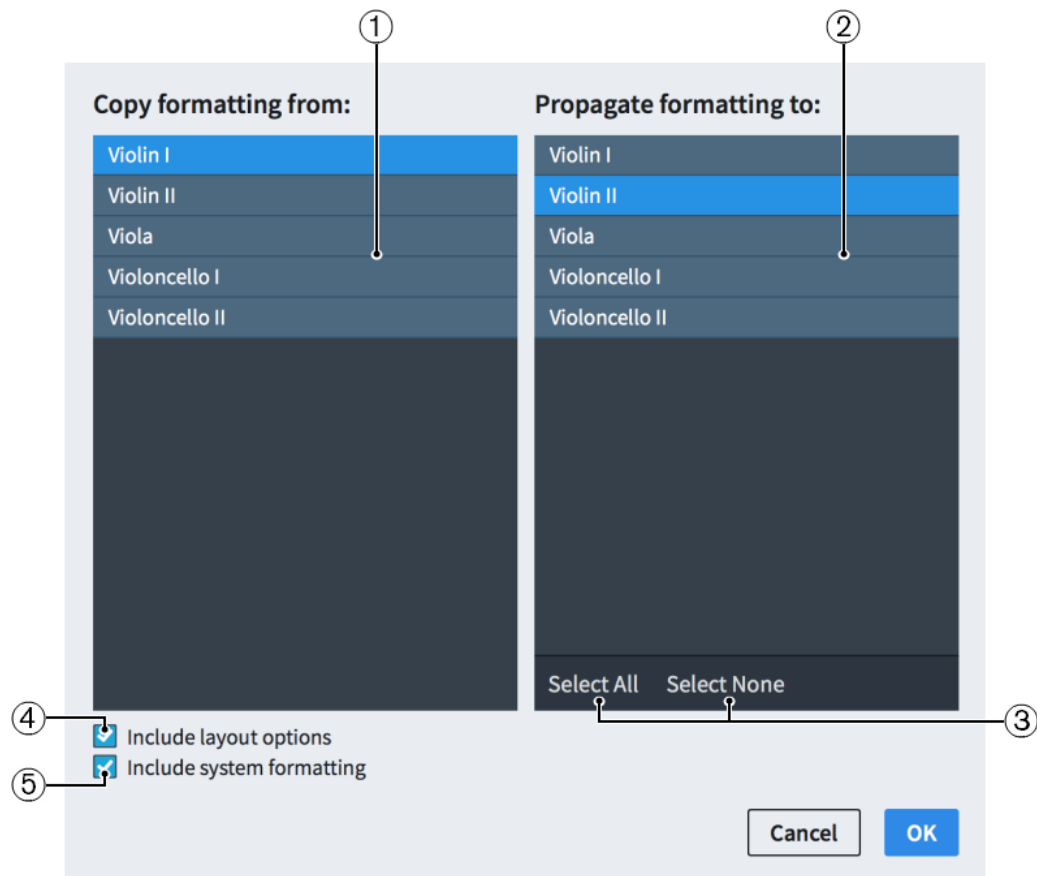 ① ②
Copy formatting from: Propagate formatting to:
Violin I Violin I
Violin II Violin II
Viola Viola
Violoncello I Violoncello I
Violoncello II Violoncello II
Select All Select None
③
④ Include layout options
⑤ Include system formatting
Cancel OK